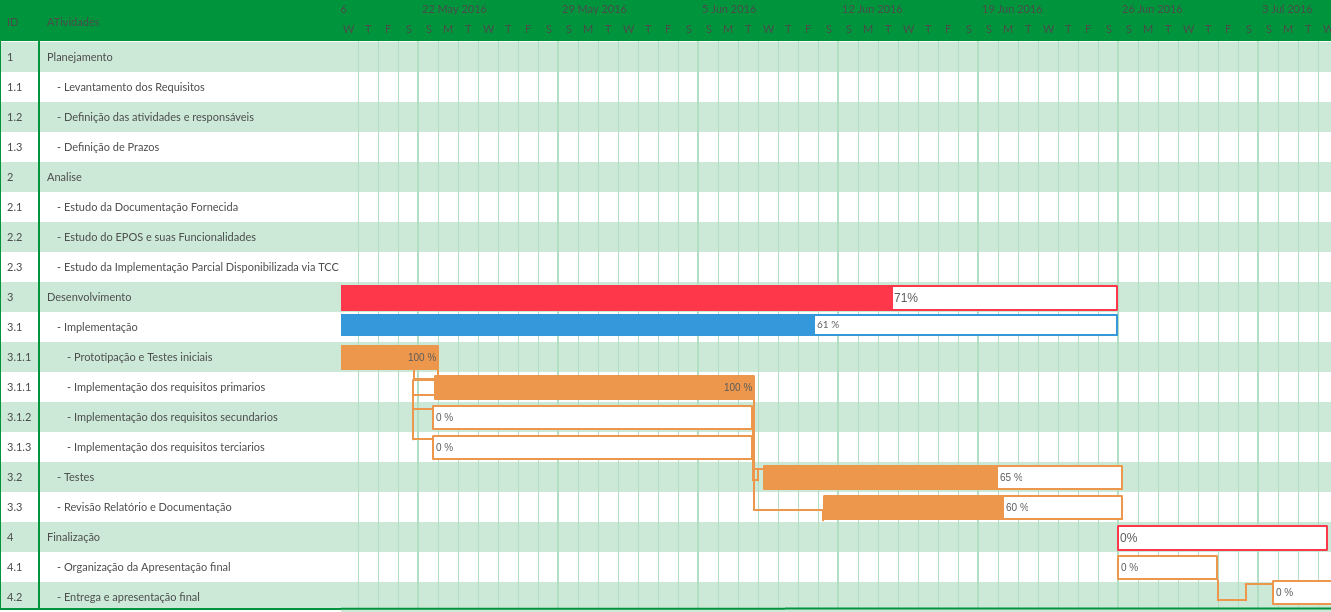 6 22 May 2016 29 May 2016 5 Jun 2016 12 Jun 2016 19 Jun 2016 26 Jun 2016 3 Jul 2016
ID ATividades
W T F S S M T W T F S S M T W T F S S M T W T F S S M T W T F S S M T W T F S S M T W T F S S M T W
1 Planejamento
1.1 - Levantamento dos Requisitos
1.2 - Definição das atividades e responsáveis
1.3 - Definição de Prazos
2 Analise
2.1 - Estudo da Documentação Fornecida
2.2 - Estudo do EPOS e suas Funcionalidades
2.3 - Estudo da Implementação Parcial Disponibilizada via TCC
3 Desenvolvimento 71%
3.1 - Implementação 61 %
3.1.1 - Prototipação e Testes iniciais 100 %
3.1.1 - Implementação dos requisitos primarios 100 %
3.1.2 - Implementação dos requisitos secundarios 0 %
3.1.3 - Implementação dos requisitos terciarios 0 %
3.2 - Testes 65 %
3.3 - Revisão Relatório e Documentação 60 %
4 Finalização 0%
4.1 - Organização da Apresentação final 0 %
4.2 - Entrega e apresentação final 0 %